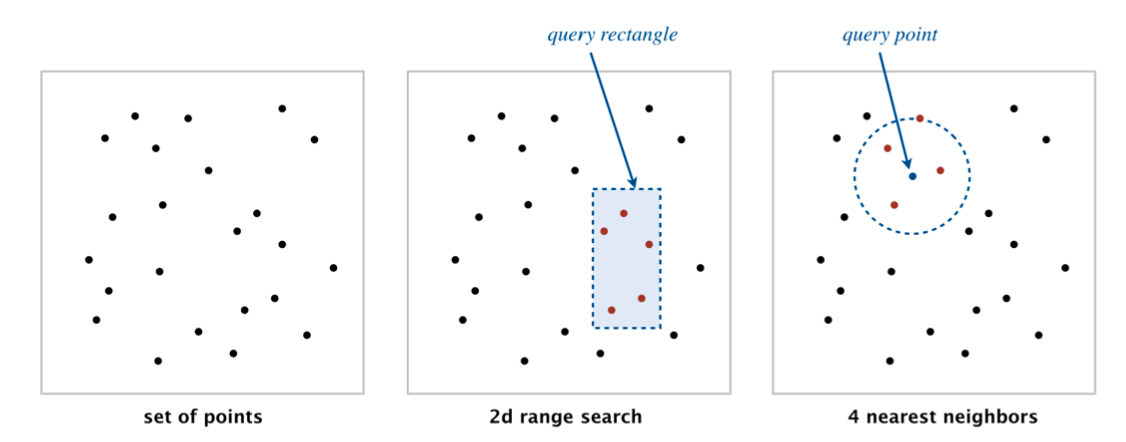 query rectangle
query point
set of points
2d range search
4 nearest neighbors